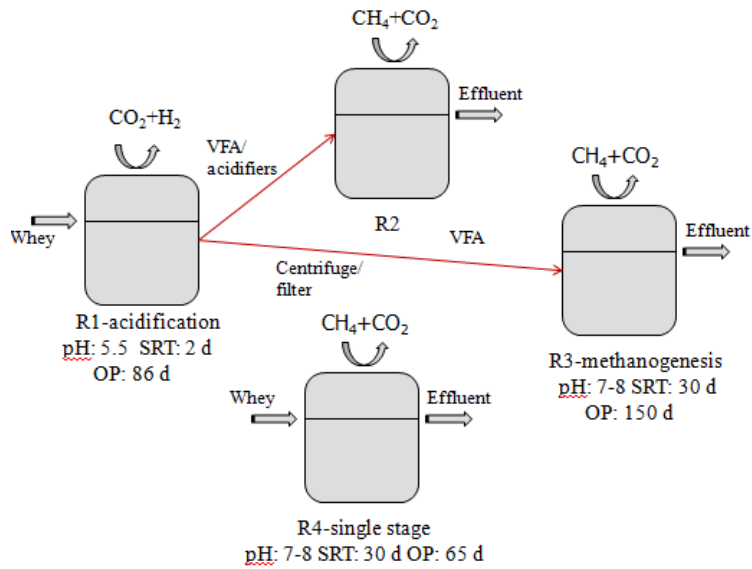 CH₄+CO₂
Effluent
CO₂+H₂
VFA/
acidifiers
CH₄+CO₂
R2
VFA
Effluent
Whey
Centrifuge/
filter
R1-acidification
pH: 5.5 SRT: 2 d
OP: 86 d
CH₄+CO₂
R3-methanogenesis
pH: 7-8 SRT: 30 d
OP: 150 d
Whey
Effluent
R4-single stage
pH: 7-8 SRT: 30 d OP: 65 d